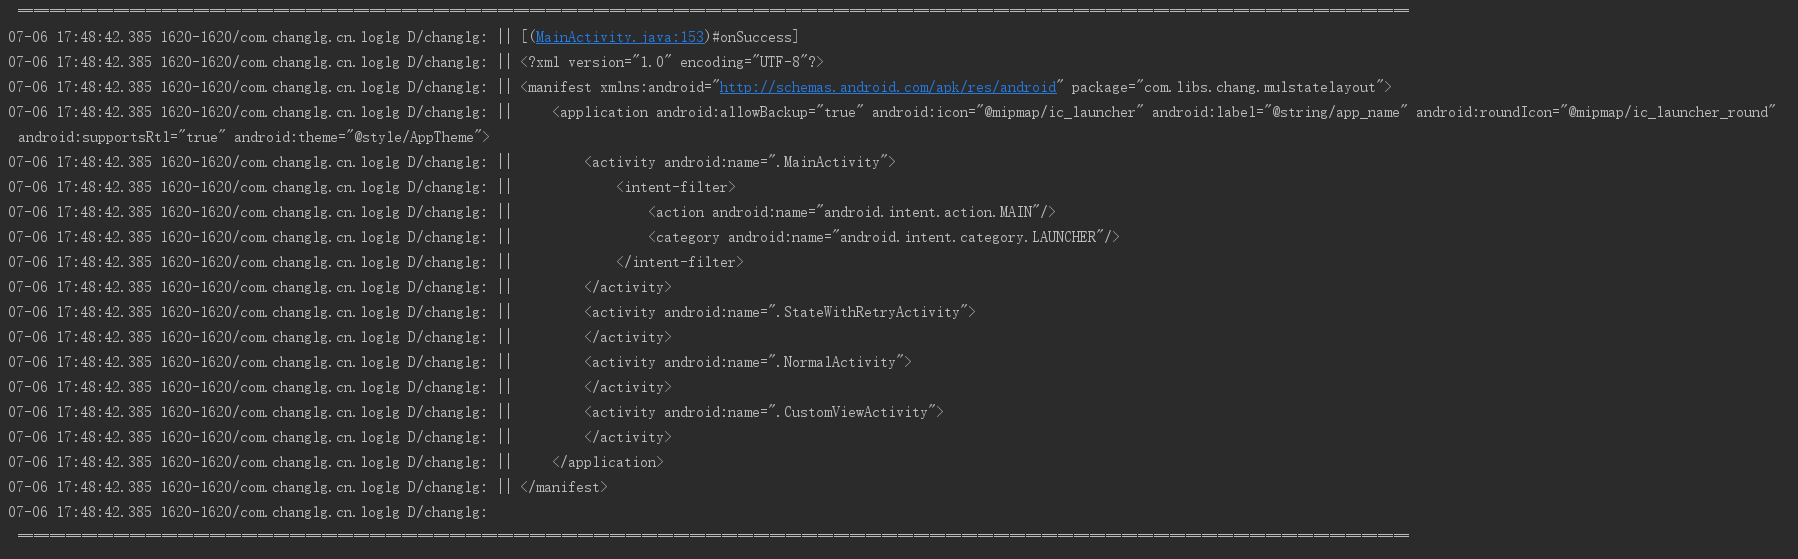 ════════════════════════════════════════════════════════════════════════════════════════
07-06 17:48:42.385 1620-1620/com.changlg.cn.loglg D/changlg: || [(MainActivity.java:153)#onSuccess]
07-06 17:48:42.385 1620-1620/com.changlg.cn.loglg D/changlg: || <?xml version="1.0" encoding="UTF-8"?>
07-06 17:48:42.385 1620-1620/com.changlg.cn.loglg D/changlg: || <manifest xmlns:android="http://schemas.android.com/apk/res/android" package="com.libs.chang.mulstatelayout">
07-06 17:48:42.385 1620-1620/com.changlg.cn.loglg D/changlg: ||     <application android:allowBackup="true" android:icon="@mipmap/ic_launcher" android:label="@string/app_name" android:roundIcon="@mipmap/ic_launcher_round"
android:supportsRtl="true" android:theme="@style/AppTheme">
07-06 17:48:42.385 1620-1620/com.changlg.cn.loglg D/changlg: ||         <activity android:name=".MainActivity">
07-06 17:48:42.385 1620-1620/com.changlg.cn.loglg D/changlg: ||             <intent-filter>
07-06 17:48:42.385 1620-1620/com.changlg.cn.loglg D/changlg: ||                 <action android:name="android.intent.action.MAIN"/>
07-06 17:48:42.385 1620-1620/com.changlg.cn.loglg D/changlg: ||                 <category android:name="android.intent.category.LAUNCHER"/>
07-06 17:48:42.385 1620-1620/com.changlg.cn.loglg D/changlg: ||             </intent-filter>
07-06 17:48:42.385 1620-1620/com.changlg.cn.loglg D/changlg: ||         </activity>
07-06 17:48:42.385 1620-1620/com.changlg.cn.loglg D/changlg: ||         <activity android:name=".StateWithRetryActivity">
07-06 17:48:42.385 1620-1620/com.changlg.cn.loglg D/changlg: ||         </activity>
07-06 17:48:42.385 1620-1620/com.changlg.cn.loglg D/changlg: ||         <activity android:name=".NormalActivity">
07-06 17:48:42.385 1620-1620/com.changlg.cn.loglg D/changlg: ||         </activity>
07-06 17:48:42.385 1620-1620/com.changlg.cn.loglg D/changlg: ||         <activity android:name=".CustomViewActivity">
07-06 17:48:42.385 1620-1620/com.changlg.cn.loglg D/changlg: ||         </activity>
07-06 17:48:42.385 1620-1620/com.changlg.cn.loglg D/changlg: ||     </application>
07-06 17:48:42.385 1620-1620/com.changlg.cn.loglg D/changlg: || </manifest>
07-06 17:48:42.385 1620-1620/com.changlg.cn.loglg D/changlg:
════════════════════════════════════════════════════════════════════════════════════════